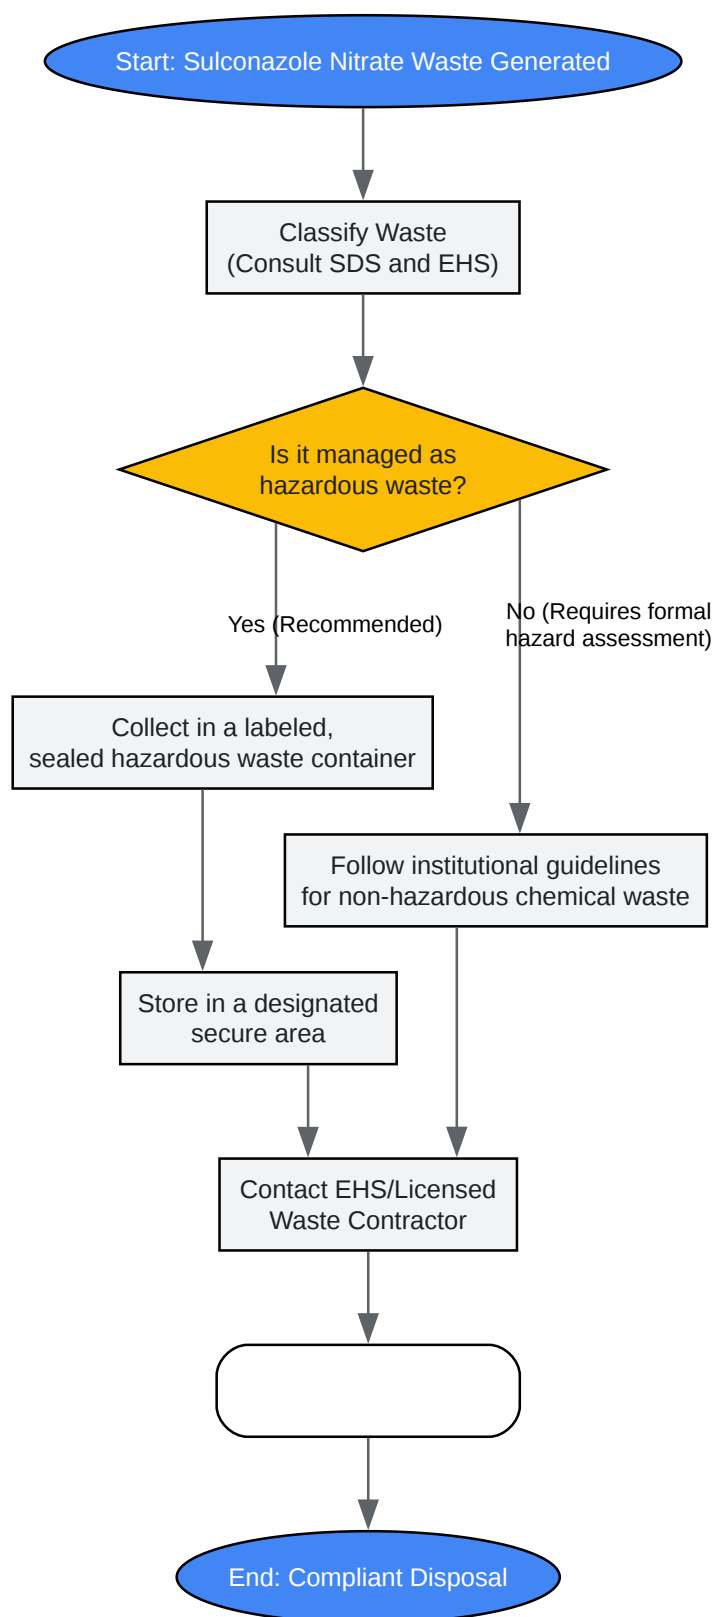 Start: Sulconazole Nitrate Waste Generated
Classify Waste
(Consult SDS and EHS)
Is it managed as
hazardous waste?
Yes (Recommended)
No (Requires formal
hazard assessment)
Collect in a labeled,
sealed hazardous waste container
Follow institutional guidelines
for non-hazardous chemical waste
Store in a designated
secure area
Contact EHS/Licensed
Waste Contractor
End: Compliant Disposal